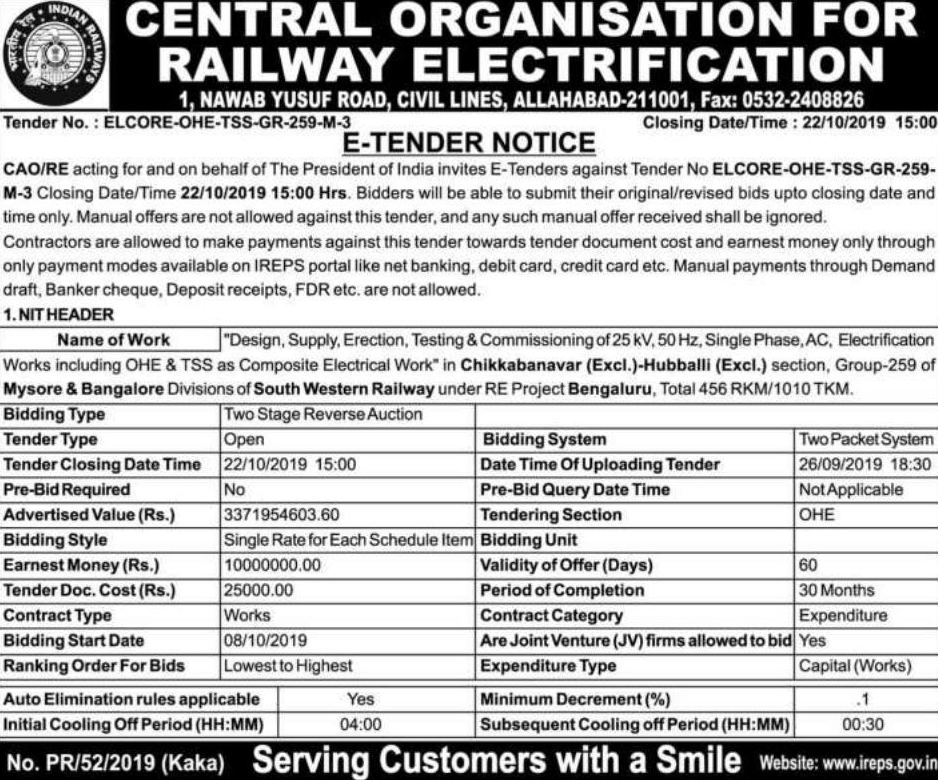 भारतीय रेल INDIAN RAILWAYS
CENTRAL ORGANISATION FOR
RAILWAY ELECTRIFICATION
1, NAWAB YUSUF ROAD, CIVIL LINES, ALLAHABAD-211001, Fax: 0532-2408826
Tender No. : ELCORE-OHE-TSS-GR-259-M-3 Closing Date/Time : 22/10/2019 15:00
E-TENDER NOTICE
CAO/RE acting for and on behalf of The President of India invites E-Tenders against Tender No ELCORE-OHE-TSS-GR-259-
M-3 Closing Date/Time 22/10/2019 15:00 Hrs. Bidders will be able to submit their original/revised bids upto closing date and
time only. Manual offers are not allowed against this tender, and any such manual offer received shall be ignored.
Contractors are allowed to make payments against this tender towards tender document cost and earnest money only through
only payment modes available on IREPS portal like net banking, debit card, credit card etc. Manual payments through Demand
draft, Banker cheque, Deposit receipts, FDR etc. are not allowed.
1. NIT HEADER
Name of Work "Design, Supply, Erection, Testing & Commissioning of 25 kV, 50 Hz, Single Phase, AC, Electrification
Works including OHE & TSS as Composite Electrical Work" in Chikkabanavar (Excl.)-Hubballi (Excl.) section, Group-259 of
Mysore & Bangalore Divisions of South Western Railway under RE Project Bengaluru, Total 456 RKM/1010 TKM.
Bidding Type Two Stage Reverse Auction
Tender Type Open Bidding System Two Packet System
Tender Closing Date Time 22/10/2019 15:00 Date Time Of Uploading Tender 26/09/2019 18:30
Pre-Bid Required No Pre-Bid Query Date Time Not Applicable
Advertised Value (Rs.) 3371954603.60 Tendering Section OHE
Bidding Style Single Rate for Each Schedule Item Bidding Unit
Earnest Money (Rs.) 10000000.00 Validity of Offer (Days) 60
Tender Doc. Cost (Rs.) 25000.00 Period of Completion 30 Months
Contract Type Works Contract Category Expenditure
Bidding Start Date 08/10/2019 Are Joint Venture (JV) firms allowed to bid Yes
Ranking Order For Bids Lowest to Highest Expenditure Type Capital (Works)
Auto Elimination rules applicable Yes Minimum Decrement (%) .1
Initial Cooling Off Period (HH:MM) 04:00 Subsequent Cooling off Period (HH:MM) 00:30
No. PR/52/2019 (Kaka) Serving Customers with a Smile Website: www.ireps.gov.in